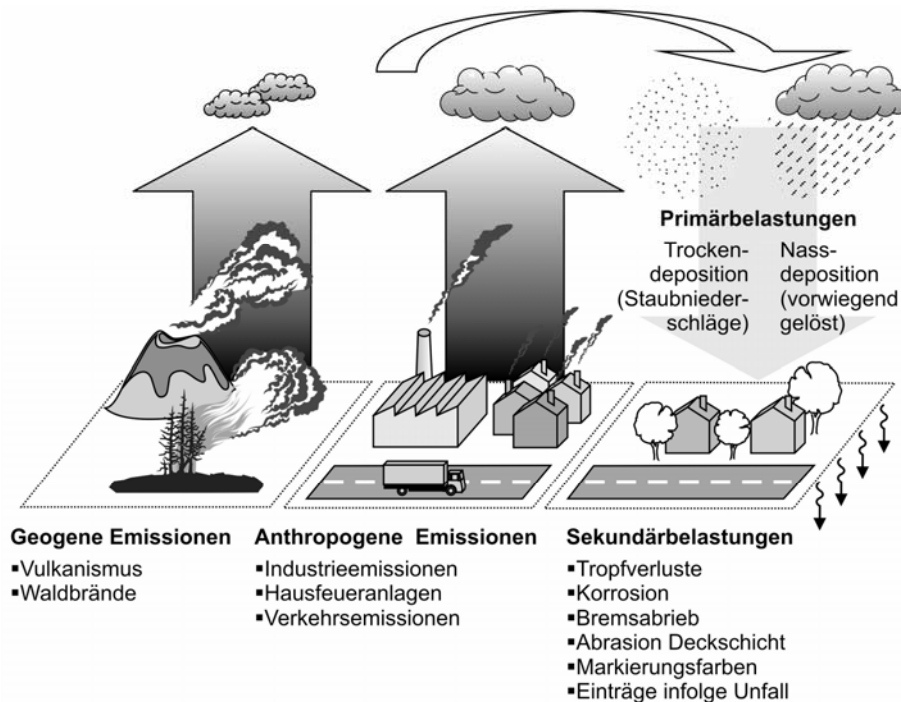 Primärbelastungen
Trocken-
deposition
(Staubnieder-
schläge)
Nass-
deposition
(vorwiegend
gelöst)
Geogene Emissionen
▪Vulkanismus
▪Waldbrände
Anthropogene Emissionen
▪Industrieemissionen
▪Hausfeueranlagen
▪Verkehrsemissionen
Sekundärbelastungen
▪Tropfverluste
▪Korrosion
▪Bremsabrieb
▪Abrasion Deckschicht
▪Markierungsfarben
▪Einträge infolge Unfall